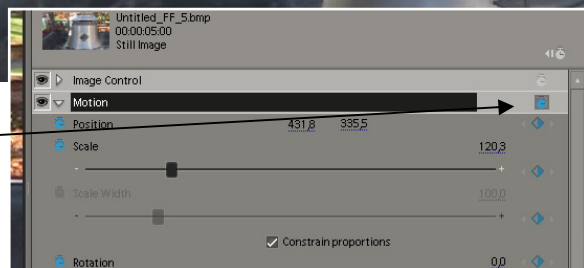 Untitled_FF_5.bmp
00:00:05:00
Still Image
Image Control
Motion
Position 431,8 335,5
Scale 120,3
- +
Scale Width 100,0
- +
Constrain proportions
Rotation 0,0